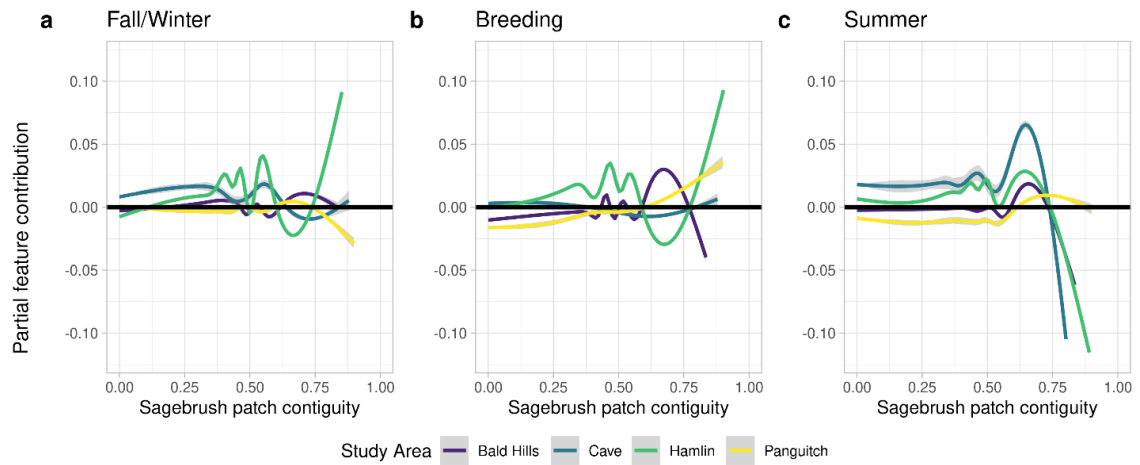 a Fall/Winter
b Breeding
c Summer
Partial feature contribution
0.10
0.05
0.00
-0.05
-0.10
0.00 0.25 0.50 0.75 1.00
Sagebrush patch contiguity
0.10
0.05
0.00
-0.05
-0.10
0.00 0.25 0.50 0.75 1.00
Sagebrush patch contiguity
0.10
0.05
0.00
-0.05
-0.10
0.00 0.25 0.50 0.75 1.00
Sagebrush patch contiguity
Study Area Bald Hills Cave Hamlin Panguitch